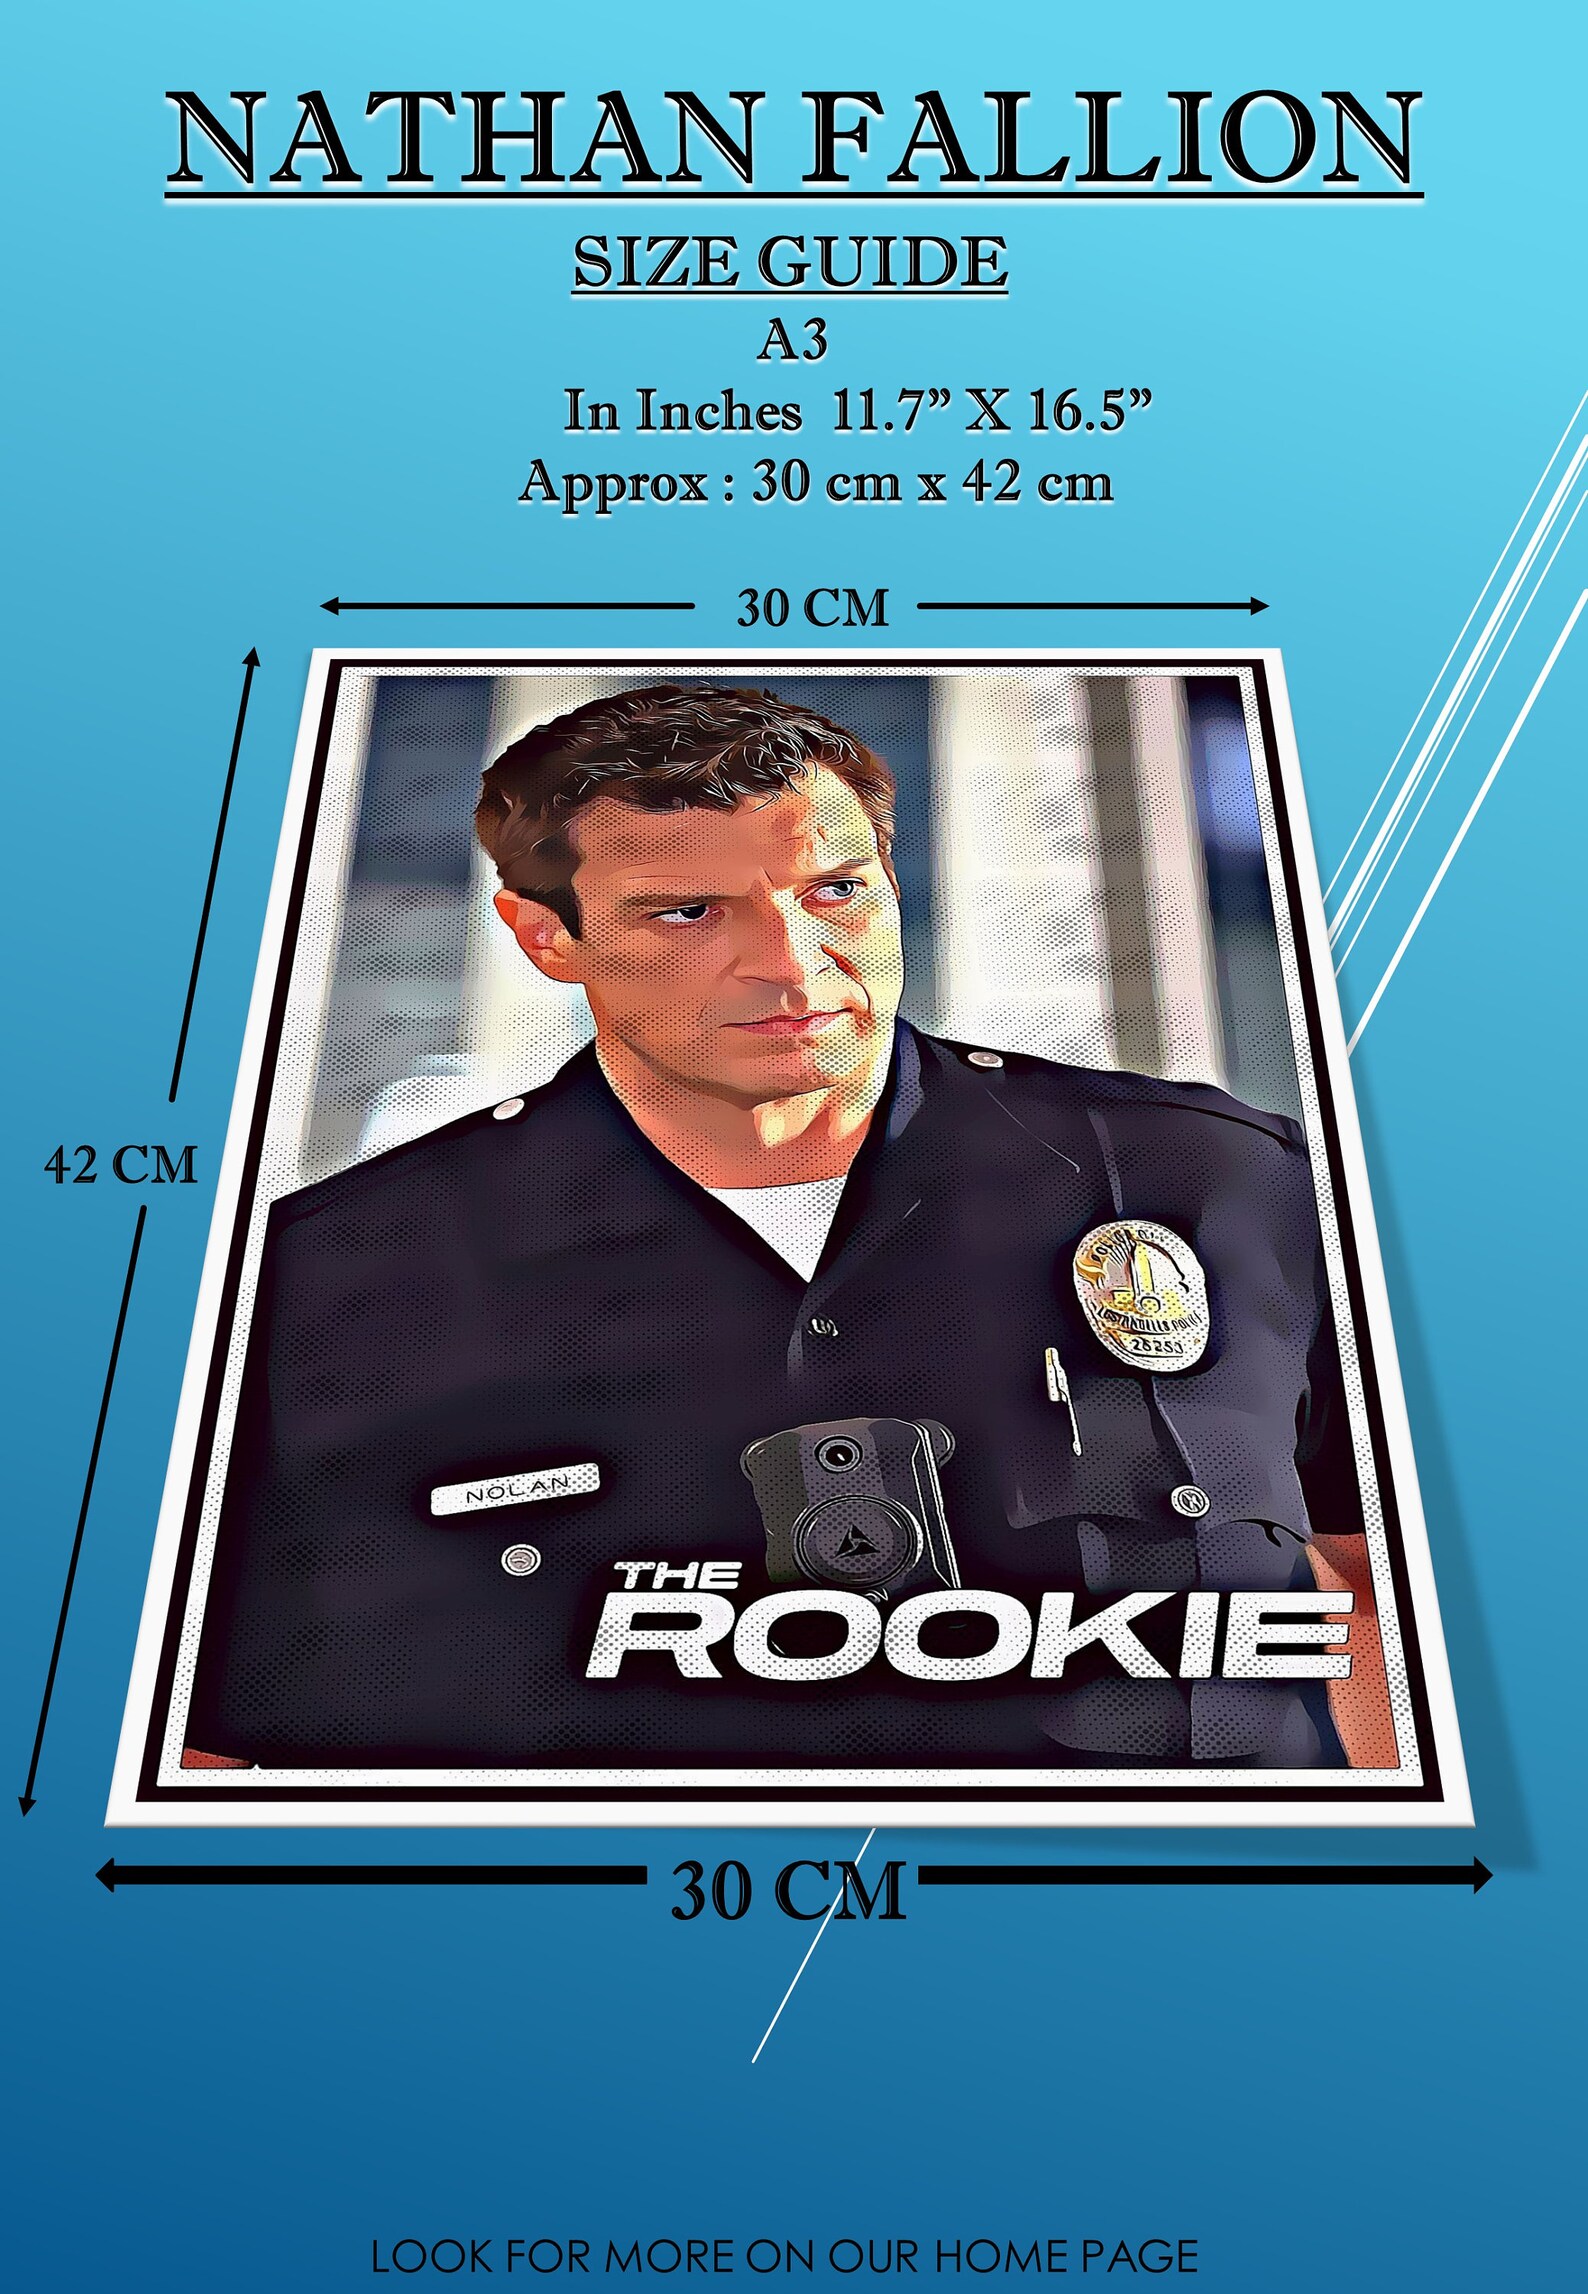 NATHAN FALLION
SIZE GUIDE
A3
In Inches 11.7” X 16.5”
Approx : 30 cm x 42 cm
30 CM
42 CM
26253
NOLAN
THE
ROOKIE
30 CM
LOOK FOR MORE ON OUR HOME PAGE